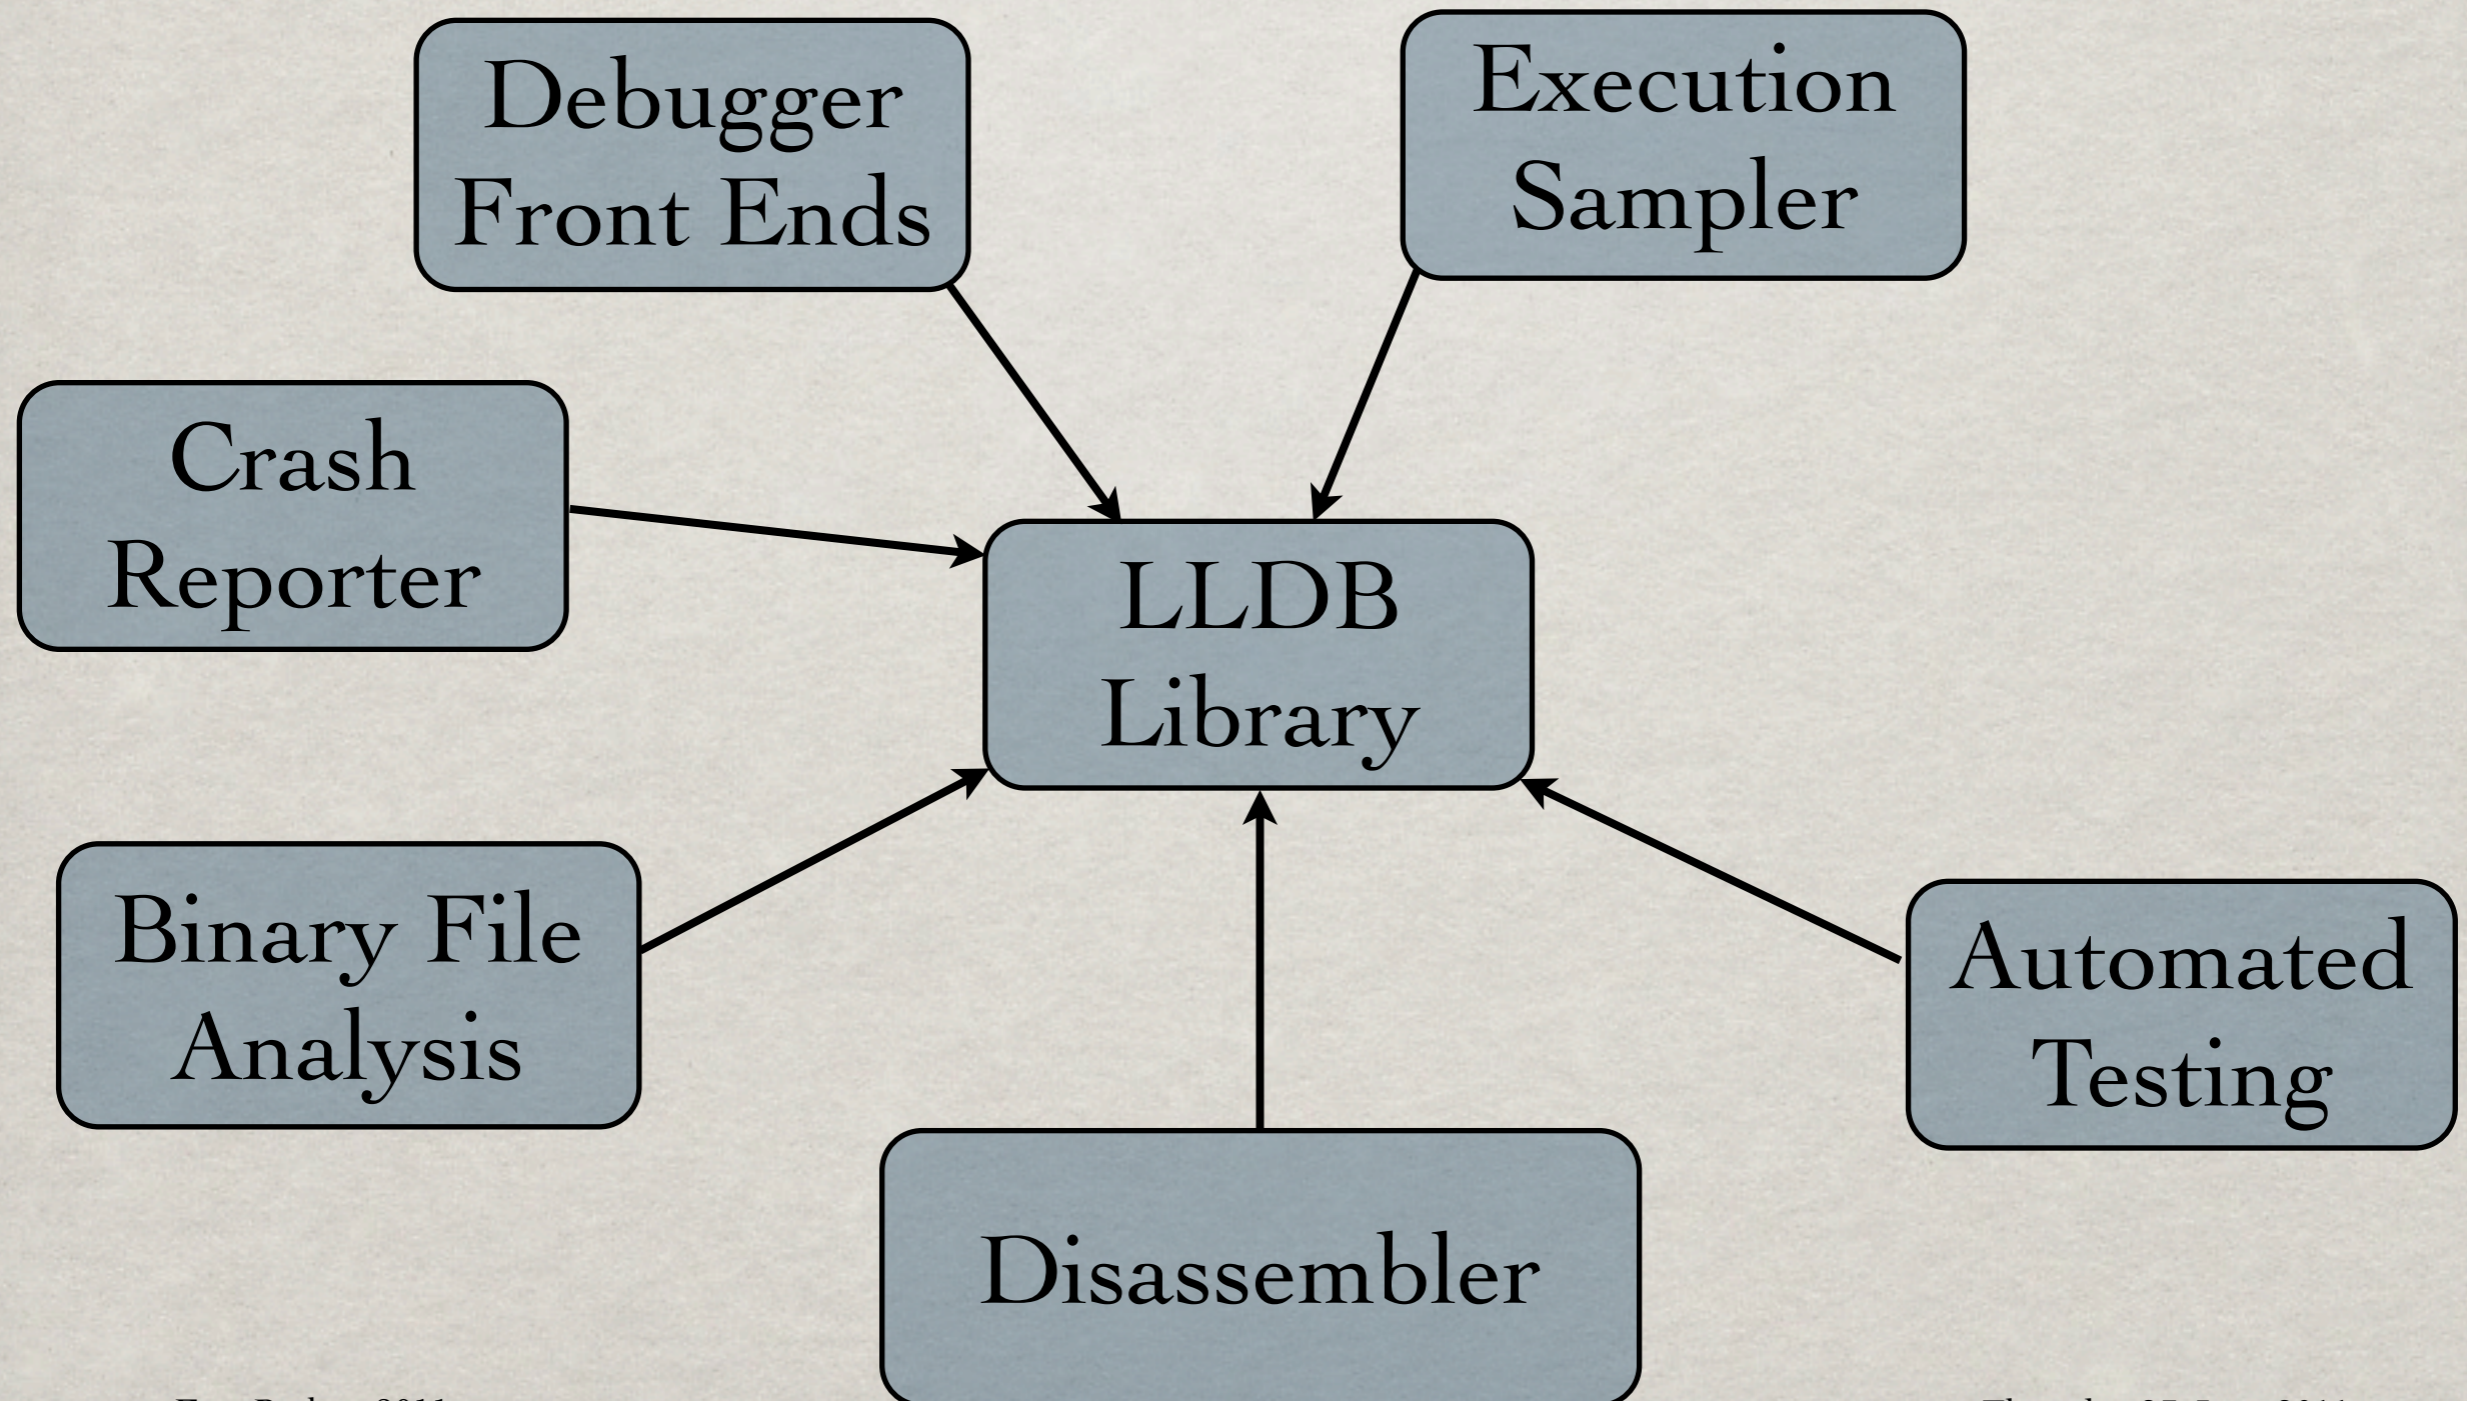 Debugger
Front Ends
Execution
Sampler
Crash
Reporter
LLDB
Library
Binary File
Analysis
Automated
Testing
Disassembler